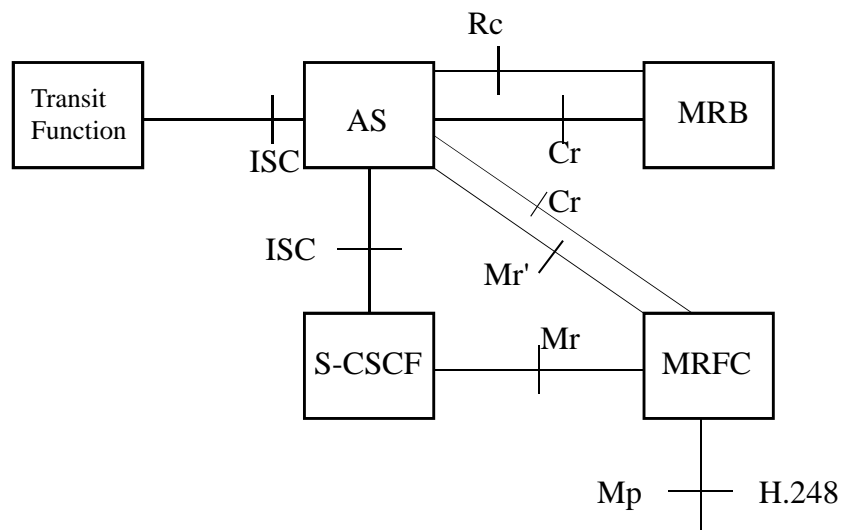 Rc
Transit
Function
AS
MRB
ISC
Cr
Cr
ISC
Mr'
Mr
S-CSCF
MRFC
Mp
H.248